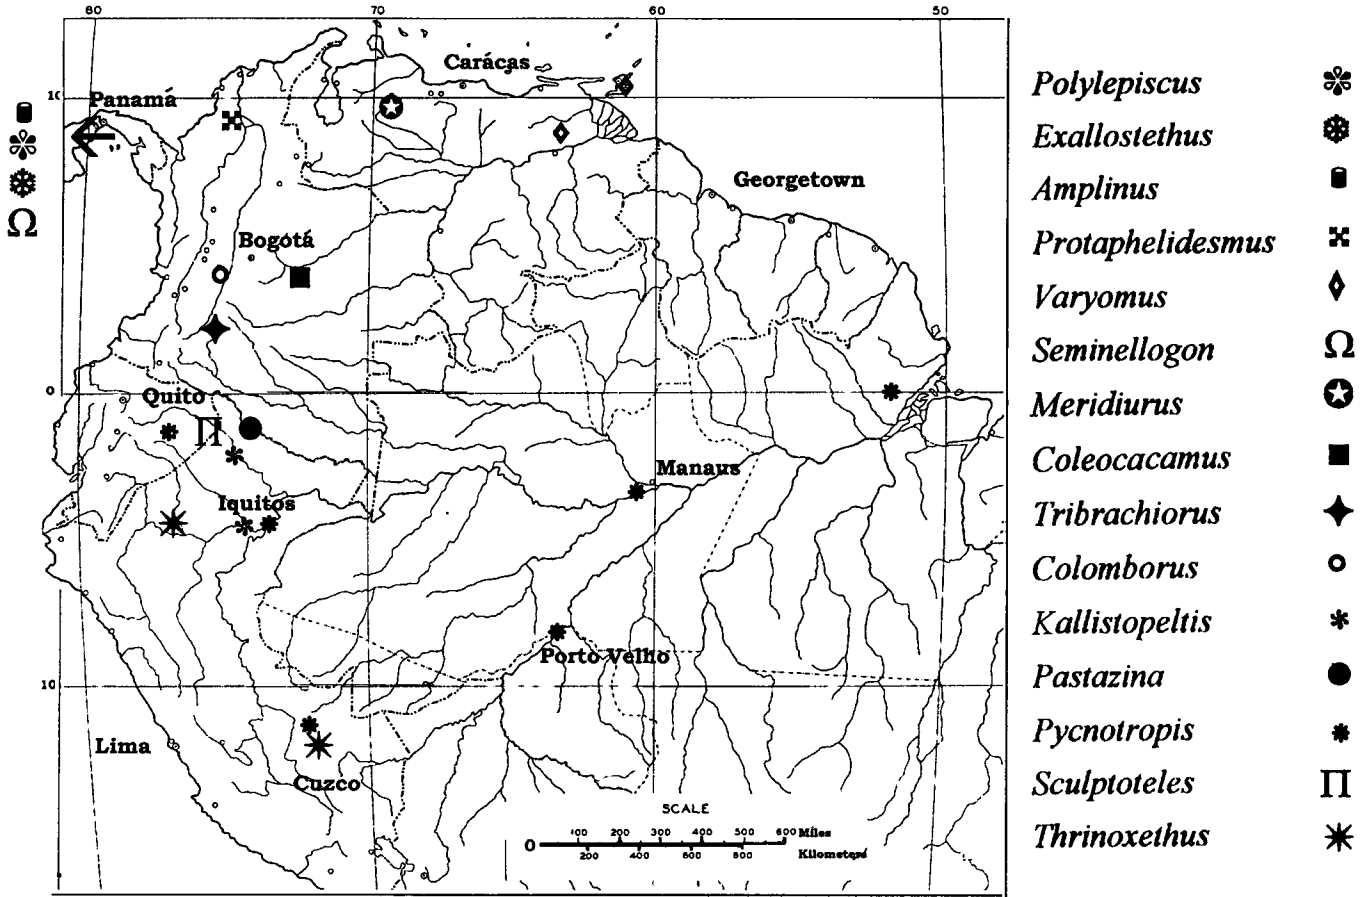 80 70 60 50
Carácas
10 Panamá
Georgetown
Bogotá
0
Quito
Manaus
Iquitos
Porto Velho
10
Lima
Cuzco
SCALE
100 200 300 400 500 600 Miles
0
200 400 600 800 Kilometers
Polylepiscus
Exallostethus
Amplinus
Protaphelidesmus
Varyomus
Ω Seminellogon Ω
Meridiurus
Coleocacamus
Tribrachiorus
Colomborus
Kallistopeltis
Pastazina
Pycnotropis
Π Sculptoteles Π
Thrinoxethus